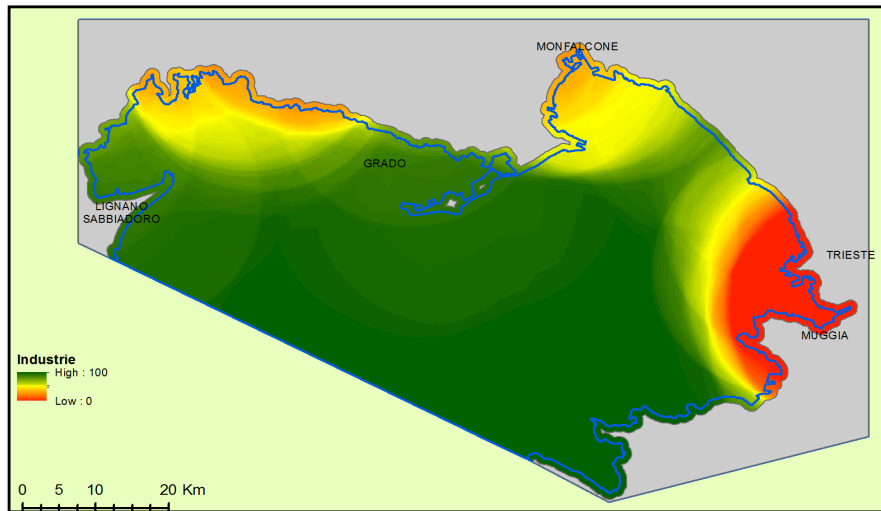 MONFALCONE
GRADO
LIGNANO
SABBIADORO
TRIESTE
MUGGIA
Industrie
High : 100
Low : 0
0 5 10 20 Km